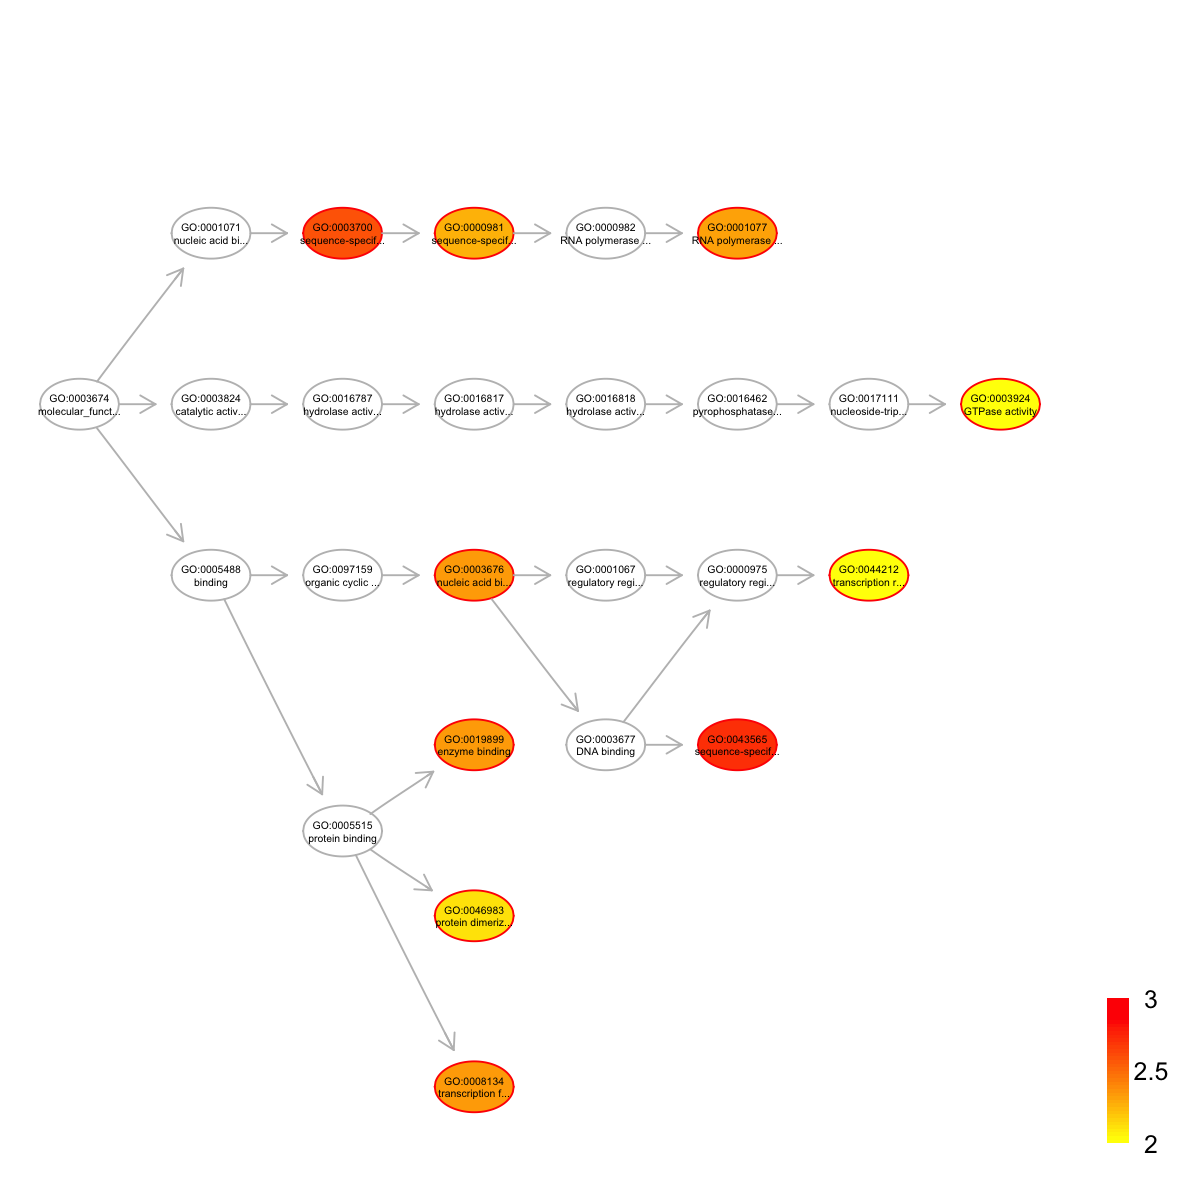 GO:0001071
nucleic acid bi...
GO:0003700
sequence-specif...
GO:0000981
sequence-specif...
GO:0000982
RNA polymerase ...
GO:0001077
RNA polymerase ...
GO:0003674
molecular_funct...
GO:0003824
catalytic activ...
GO:0016787
hydrolase activ...
GO:0016817
hydrolase activ...
GO:0016818
hydrolase activ...
GO:0016462
pyrophosphatase...
GO:0017111
nucleoside-trip...
GO:0003924
GTPase activity
GO:0005488
binding
GO:0097159
organic cyclic ...
GO:0003676
nucleic acid bi...
GO:0001067
regulatory regi...
GO:0000975
regulatory regi...
GO:0044212
transcription r...
GO:0019899
enzyme binding
GO:0003677
DNA binding
GO:0043565
sequence-specif...
GO:0005515
protein binding
GO:0046983
protein dimeriz...
GO:0008134
transcription f...
3
2.5
2